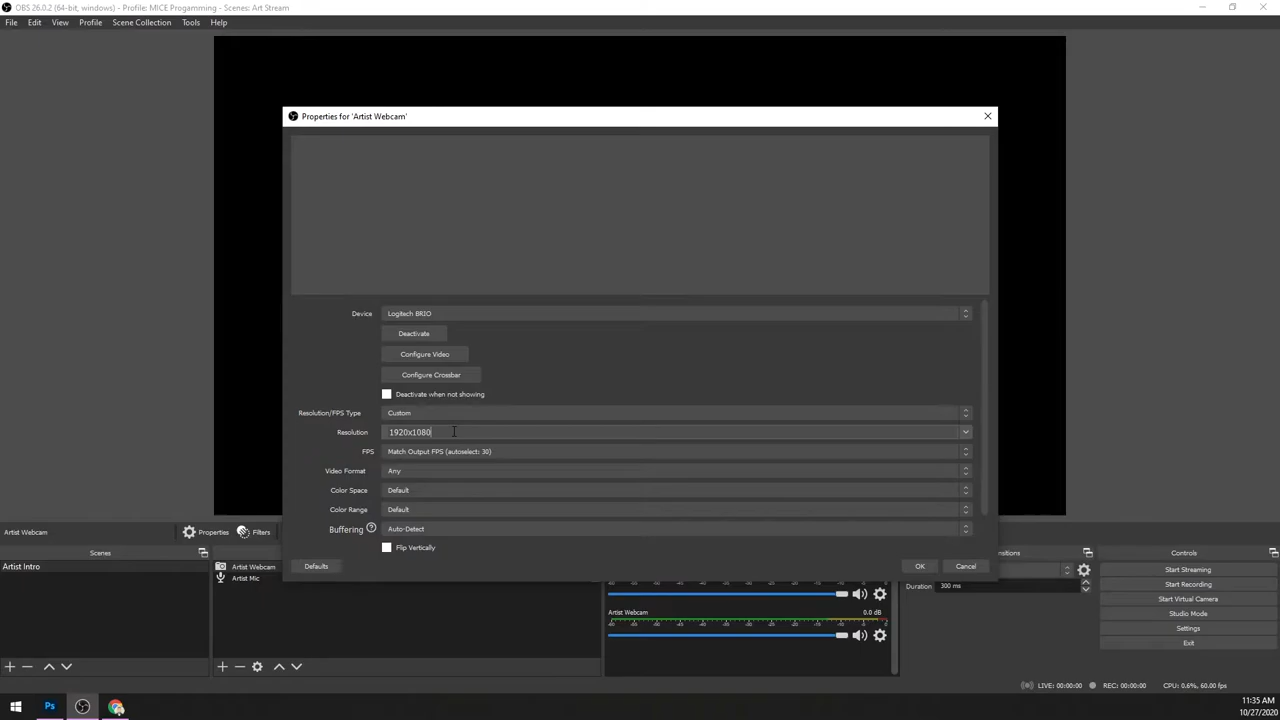 OBS 26.0.2 (64-bit, windows) - Profile: MICE Progamming - Scenes: Art Stream
File Edit View Profile Scene Collection Tools Help
Properties for 'Artist Webcam'
Device Logitech BRIO
Deactivate
Configure Video
Configure Crossbar
Deactivate when not showing
Resolution/FPS Type Custom
Resolution 1920x1080
FPS Match Output FPS (autoselect: 30)
Video Format Any
Color Space Default
Color Range Default
Buffering ? Auto-Detect
Flip Vertically
Defaults OK Cancel
Artist Webcam Properties Filters
Scenes nsitions Controls
Artist Intro
Artist Webcam
Artist Mic
Duration 300 ms
Artist Webcam 0.0 dB
Start Streaming
Start Recording
Start Virtual Camera
Studio Mode
Settings
Exit
LIVE: 00:00:00 REC: 00:00:00 CPU: 0.6%, 60.00 fps
Ps
11:35 AM
10/27/2020